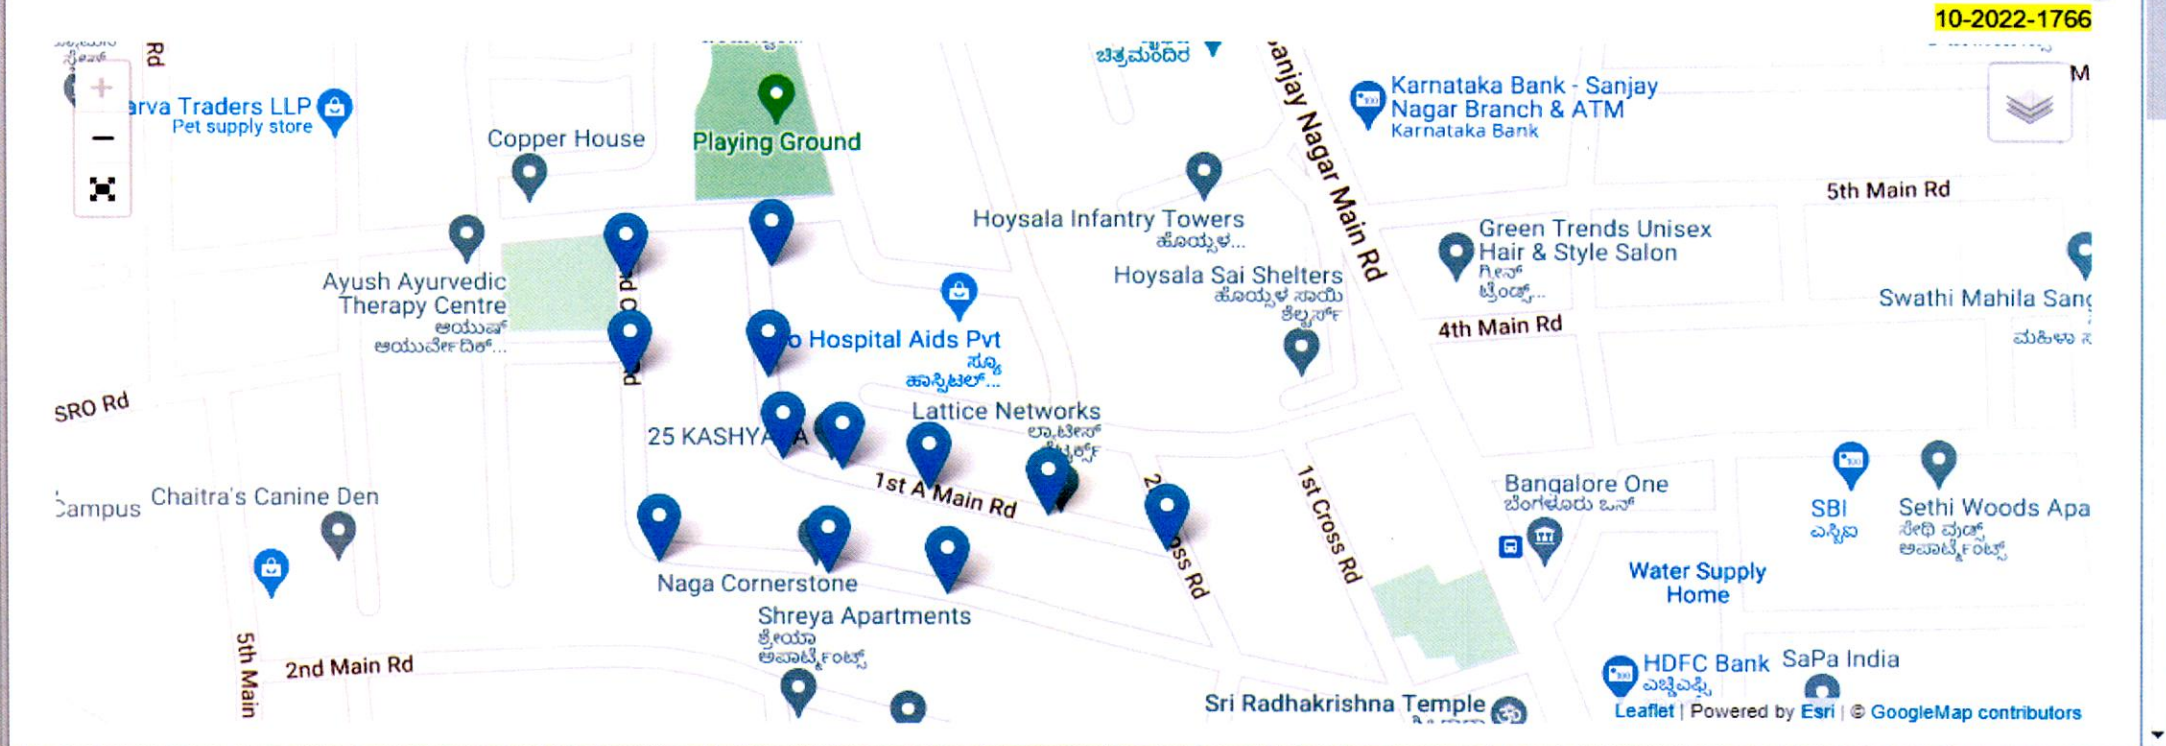 10-2022-1766
ಚಿತ್ರಮಂದಿರ
Rd
Sanjay Nagar Main Rd
Karnataka Bank - Sanjay
Nagar Branch & ATM
Karnataka Bank
M
arva Traders LLP
Pet supply store
Copper House
Playing Ground
5th Main Rd
Hoysala Infantry Towers
ಹೊಯ್ಸಳ...
Green Trends Unisex
Hair & Style Salon
ಗ್ರೀನ್
ಟ್ರೆಂಡ್ಸ್...
Ayush Ayurvedic
Therapy Centre
ಆಯುಷ್
ಆಯುರ್ವೇದಿಕ್...
Hoysala Sai Shelters
ಹೊಯ್ಸಳ ಸಾಯಿ
ಶೆಲ್ಟರ್ಸ್
Swathi Mahila Sang
ಮಹಿಳಾ ಸ
4th Main Rd
o Hospital Aids Pvt
ಹಾಸ್ಪಿಟಲ್...
SRO Rd
Lattice Networks
ಲ್ಯಾಟೀಸ್
25 KASHYA A
1st A Main Rd
1st Cross Rd
2 oss Rd
Bangalore One
ಬೆಂಗಳೂರು ಒನ್
SBI
ಎಸ್ಬಿಐ
Sethi Woods Apa
ಸೇಥಿ ವುಡ್ಸ್
ಅಪಾರ್ಟ್ಮೆಂಟ್ಸ್
Campus
Chaitra's Canine Den
Water Supply
Home
Naga Cornerstone
Shreya Apartments
ಶ್ರೇಯಾ
ಅಪಾರ್ಟ್ಮೆಂಟ್ಸ್
5th Main
2nd Main Rd
HDFC Bank
ಎಚ್ಡಿಎಫ್ಸಿ
SaPa India
Sri Radhakrishna Temple
Leaflet | Powered by Esri | © GoogleMap contributors